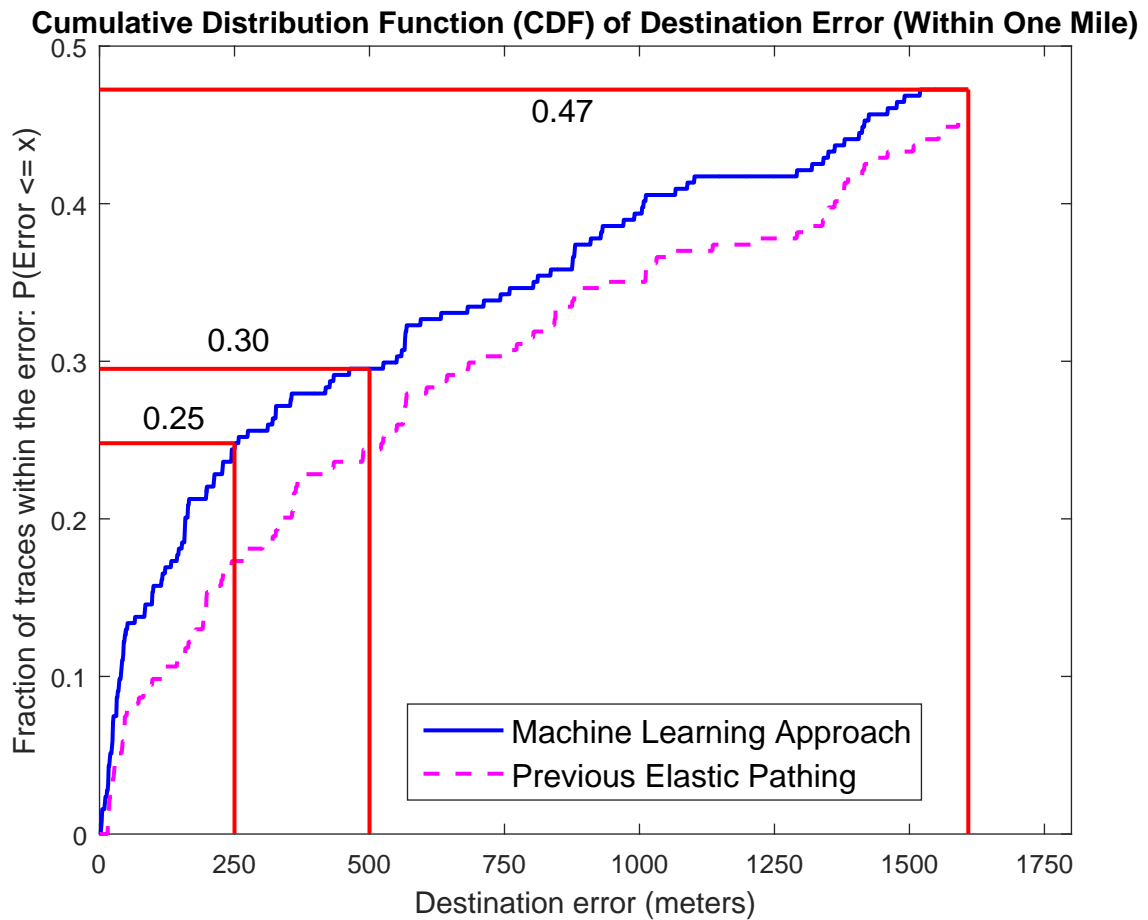 Cumulative Distribution Function (CDF) of Destination Error (Within One Mile)
0.5
0.4
0.3
0.2
0.1
0
Fraction of traces within the error: P(Error <= x)
0.47
0.30
0.25
Machine Learning Approach
Previous Elastic Pathing
0 250 500 750 1000 1250 1500 1750
Destination error (meters)